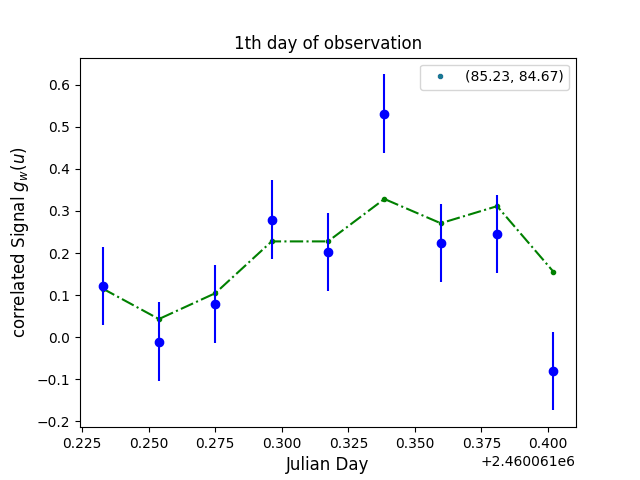 1th day of observation
(85.23, 84.67)
correlated Signal g_w(u)
0.6
0.5
0.4
0.3
0.2
0.1
0.0
−0.1
−0.2
0.225 0.250 0.275 0.300 0.325 0.350 0.375 0.400
+2.460061e6
Julian Day